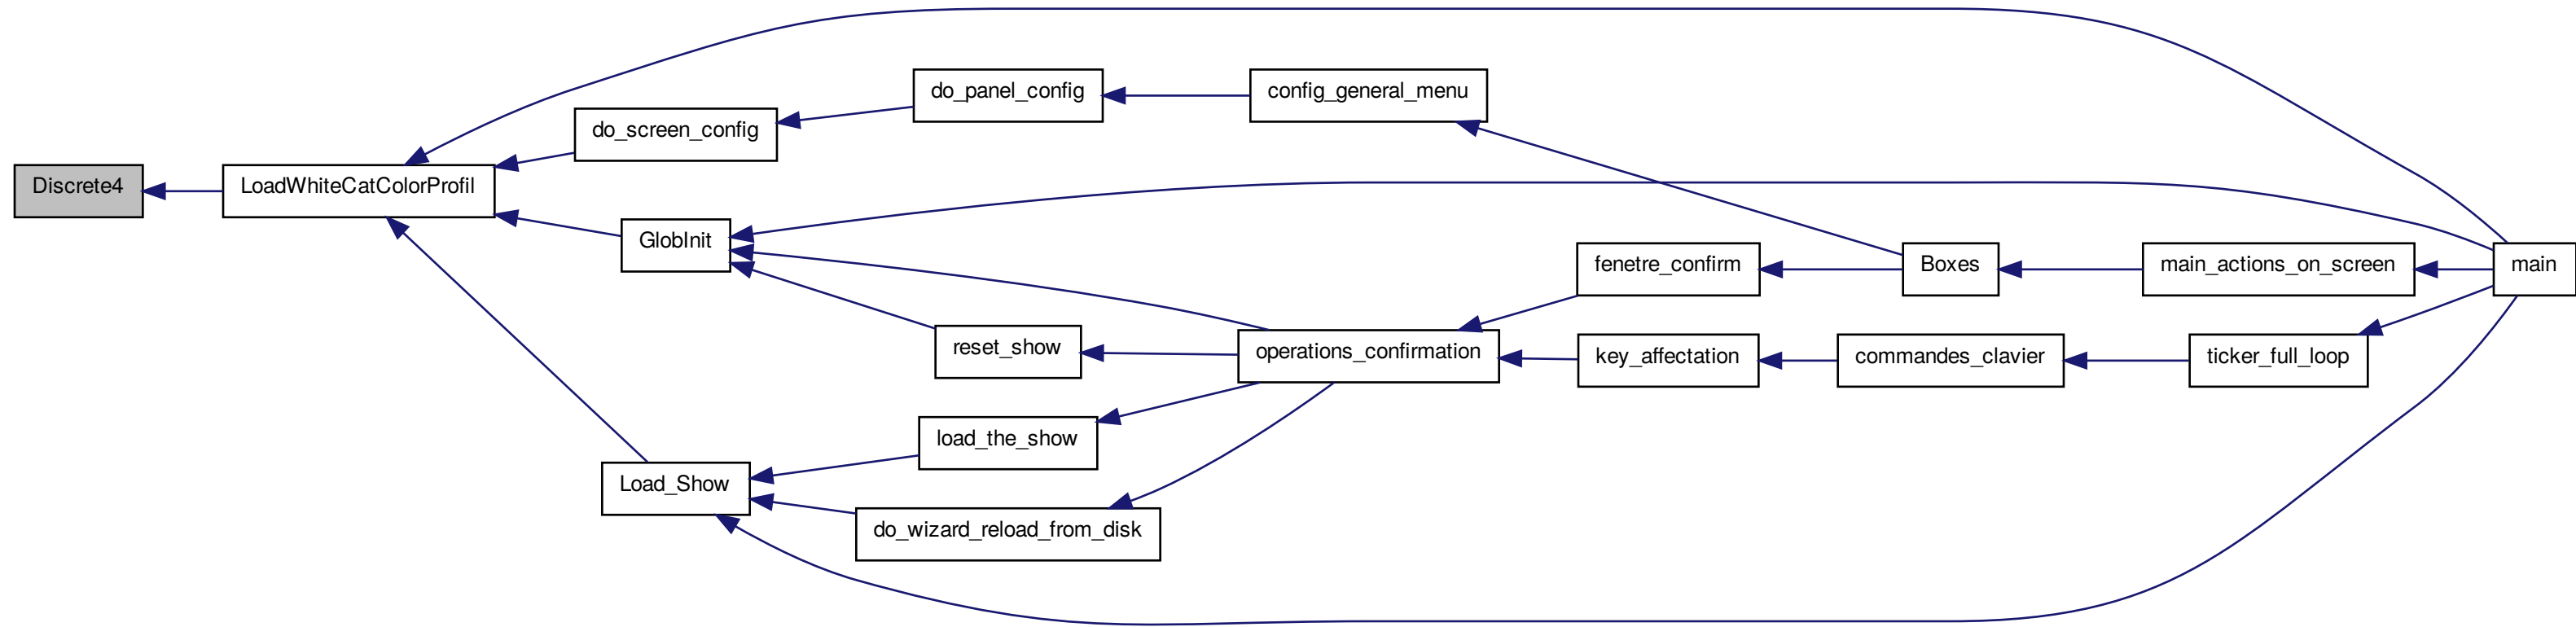 Discrete4
LoadWhiteCatColorProfil
do_screen_config
do_panel_config
config_general_menu
GlobInit
reset_show
operations_confirmation
fenetre_confirm
Boxes
main_actions_on_screen
main
key_affectation
commandes_clavier
ticker_full_loop
Load_Show
load_the_show
do_wizard_reload_from_disk